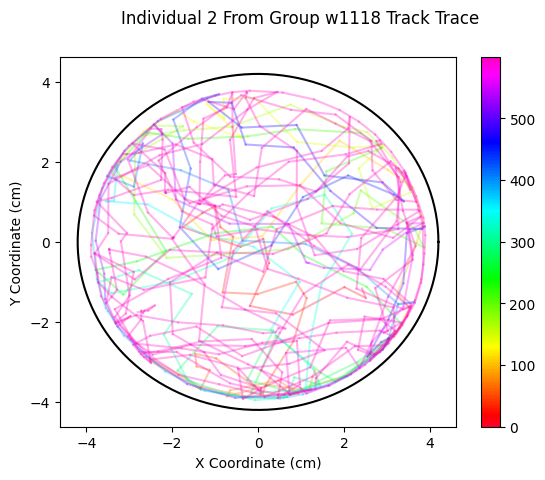 Individual 2 From Group w1118 Track Trace
4
2
0
−2
−4
Y Coordinate (cm)
−4 −2 0 2 4
X Coordinate (cm)
500
400
300
200
100
0